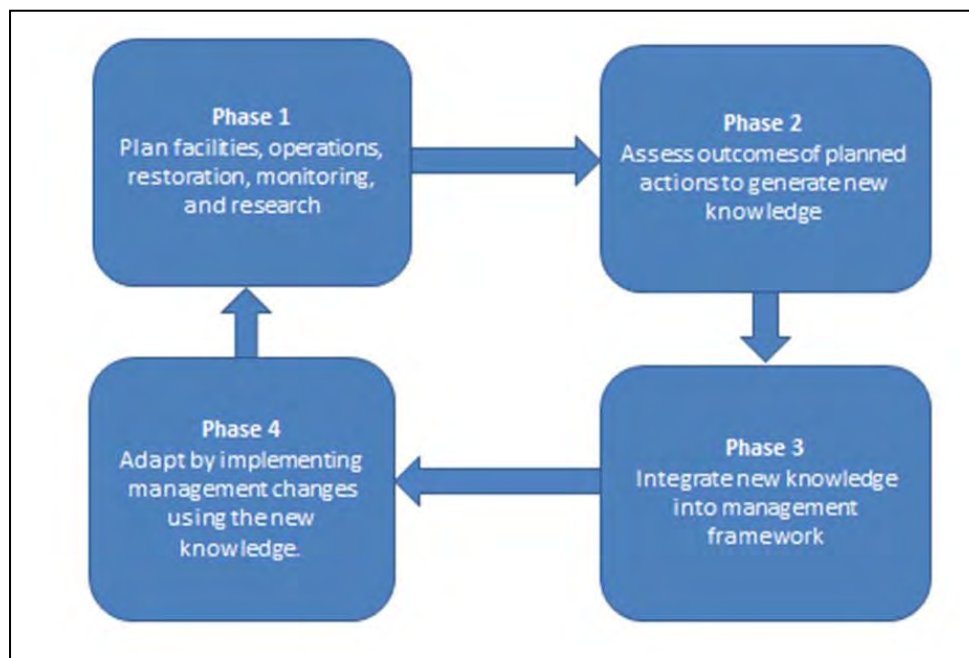 Phase 1
Plan facilities, operations,
restoration, monitoring,
and research
Phase 2
Assess outcomes of planned
actions to generate new
knowledge
Phase 3
Integrate new knowledge
into management
framework
Phase 4
Adapt by implementing
management changes
using the new
knowledge.